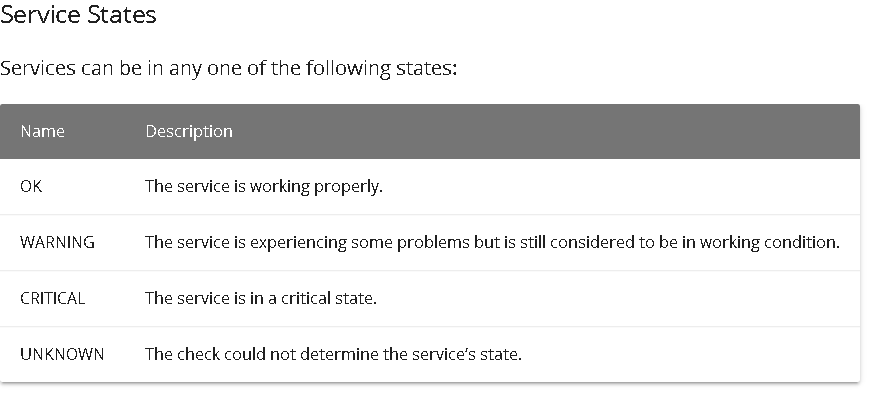 Service States
Services can be in any one of the following states:
Name Description
OK The service is working properly.
WARNING The service is experiencing some problems but is still considered to be in working condition.
CRITICAL The service is in a critical state.
UNKNOWN The check could not determine the service’s state.